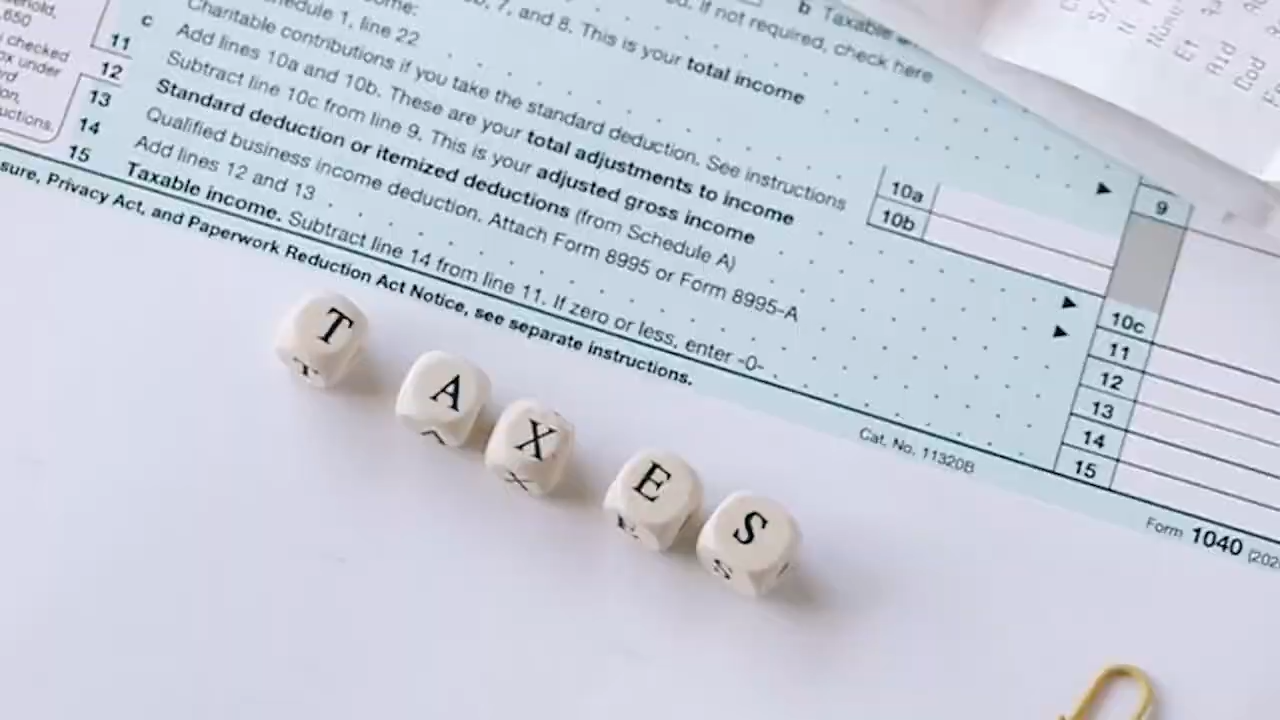 b Taxable
if not required, check here
7, and 8. This is your total income
Schedule 1, line 22
Charitable contributions if you take the standard deduction. See instructions
10a
c Add lines 10a and 10b. These are your total adjustments to income
10b
9
11 Subtract line 10c from line 9. This is your adjusted gross income
10c
12 Standard deduction or itemized deductions (from Schedule A)
11
13 Qualified business income deduction. Attach Form 8995 or Form 8995-A
12
14 Add lines 12 and 13
13
15 Taxable income. Subtract line 14 from line 11. If zero or less, enter -0-
14
15
Privacy Act, and Paperwork Reduction Act Notice, see separate instructions.
Cat. No. 11320B
Form 1040
650
checked
under
TAXES